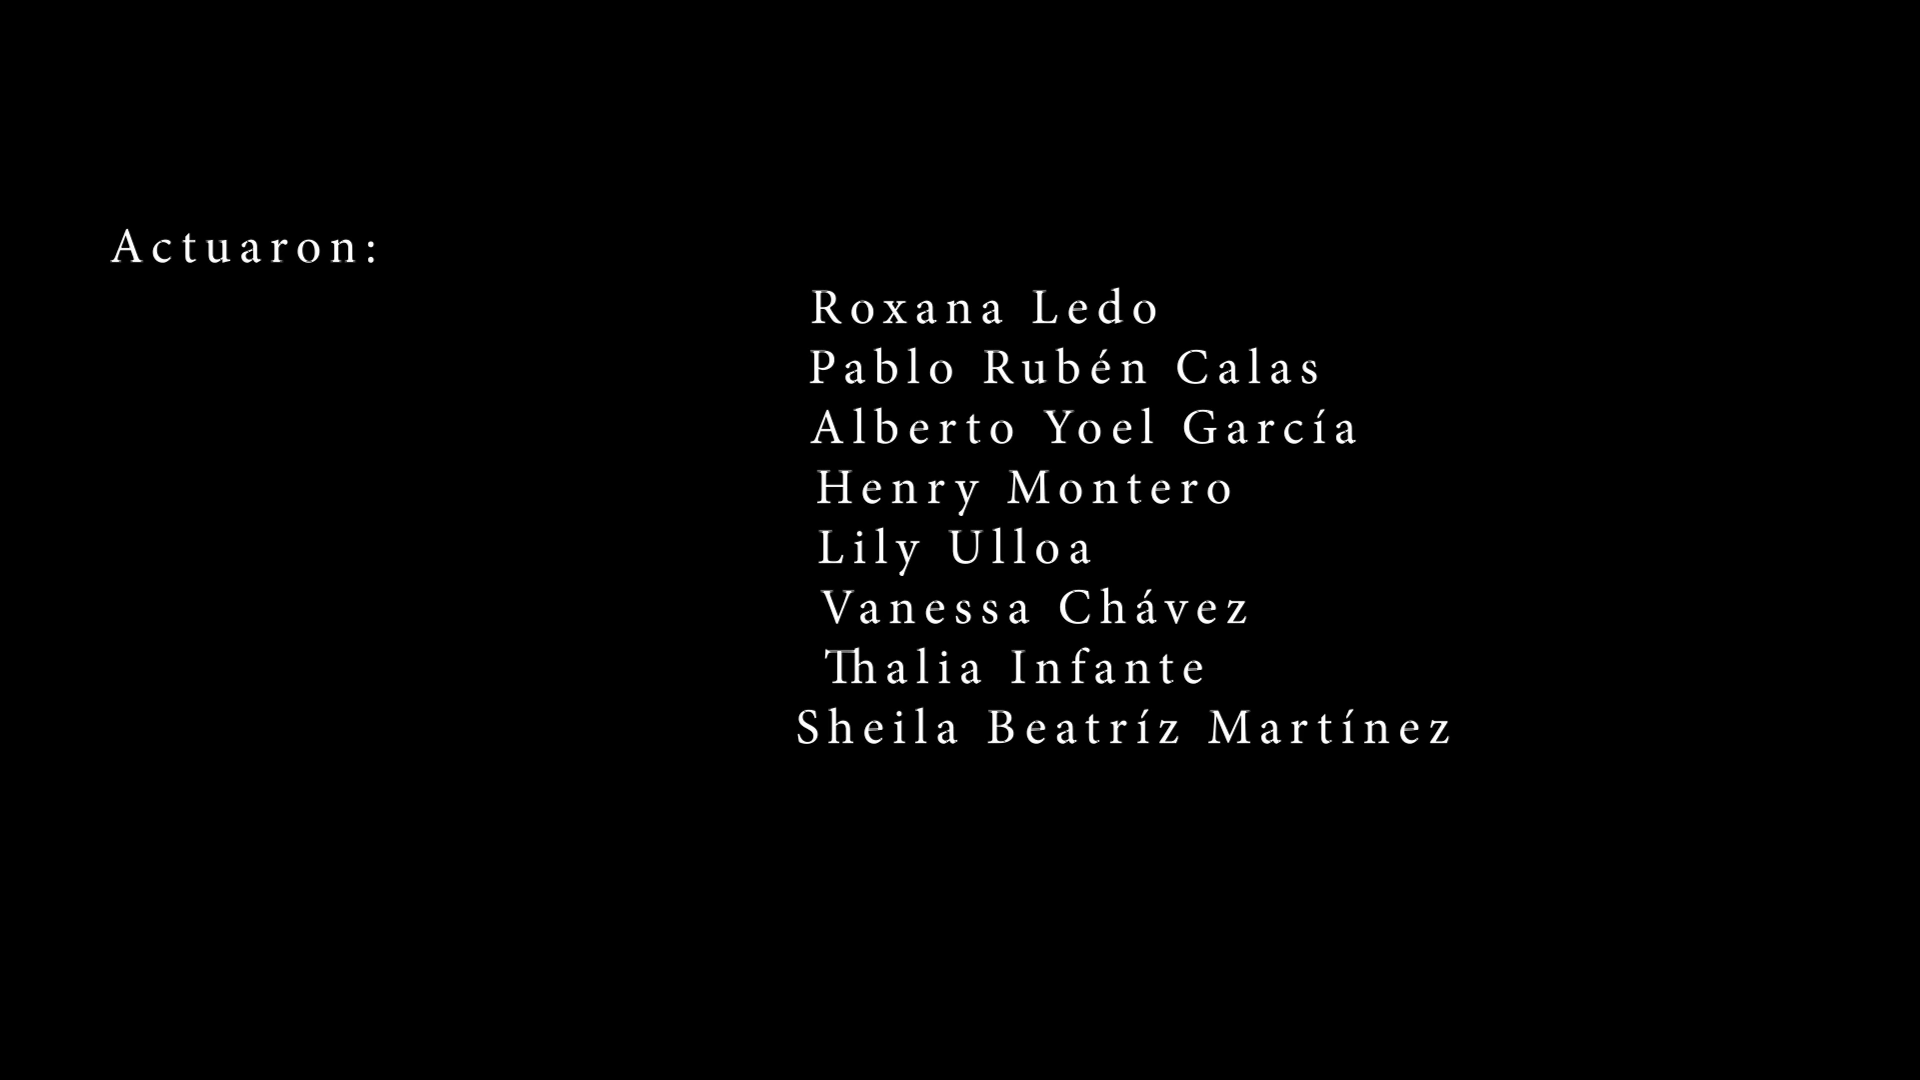 Actuaron:
Roxana Ledo
Pablo Rubén Calas
Alberto Yoel García
Henry Montero
Lily Ulloa
Vanessa Chávez
Thalia Infante
Sheila Beatríz Martínez